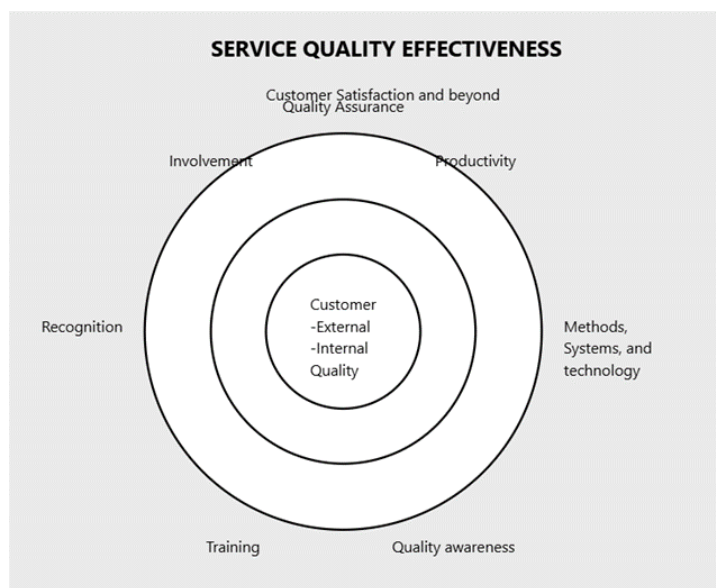 SERVICE QUALITY EFFECTIVENESS
Customer Satisfaction and beyond
Quality Assurance
Involvement
Productivity
Customer
-External
-Internal
Quality
Recognition
Methods,
Systems, and
technology
Training
Quality awareness